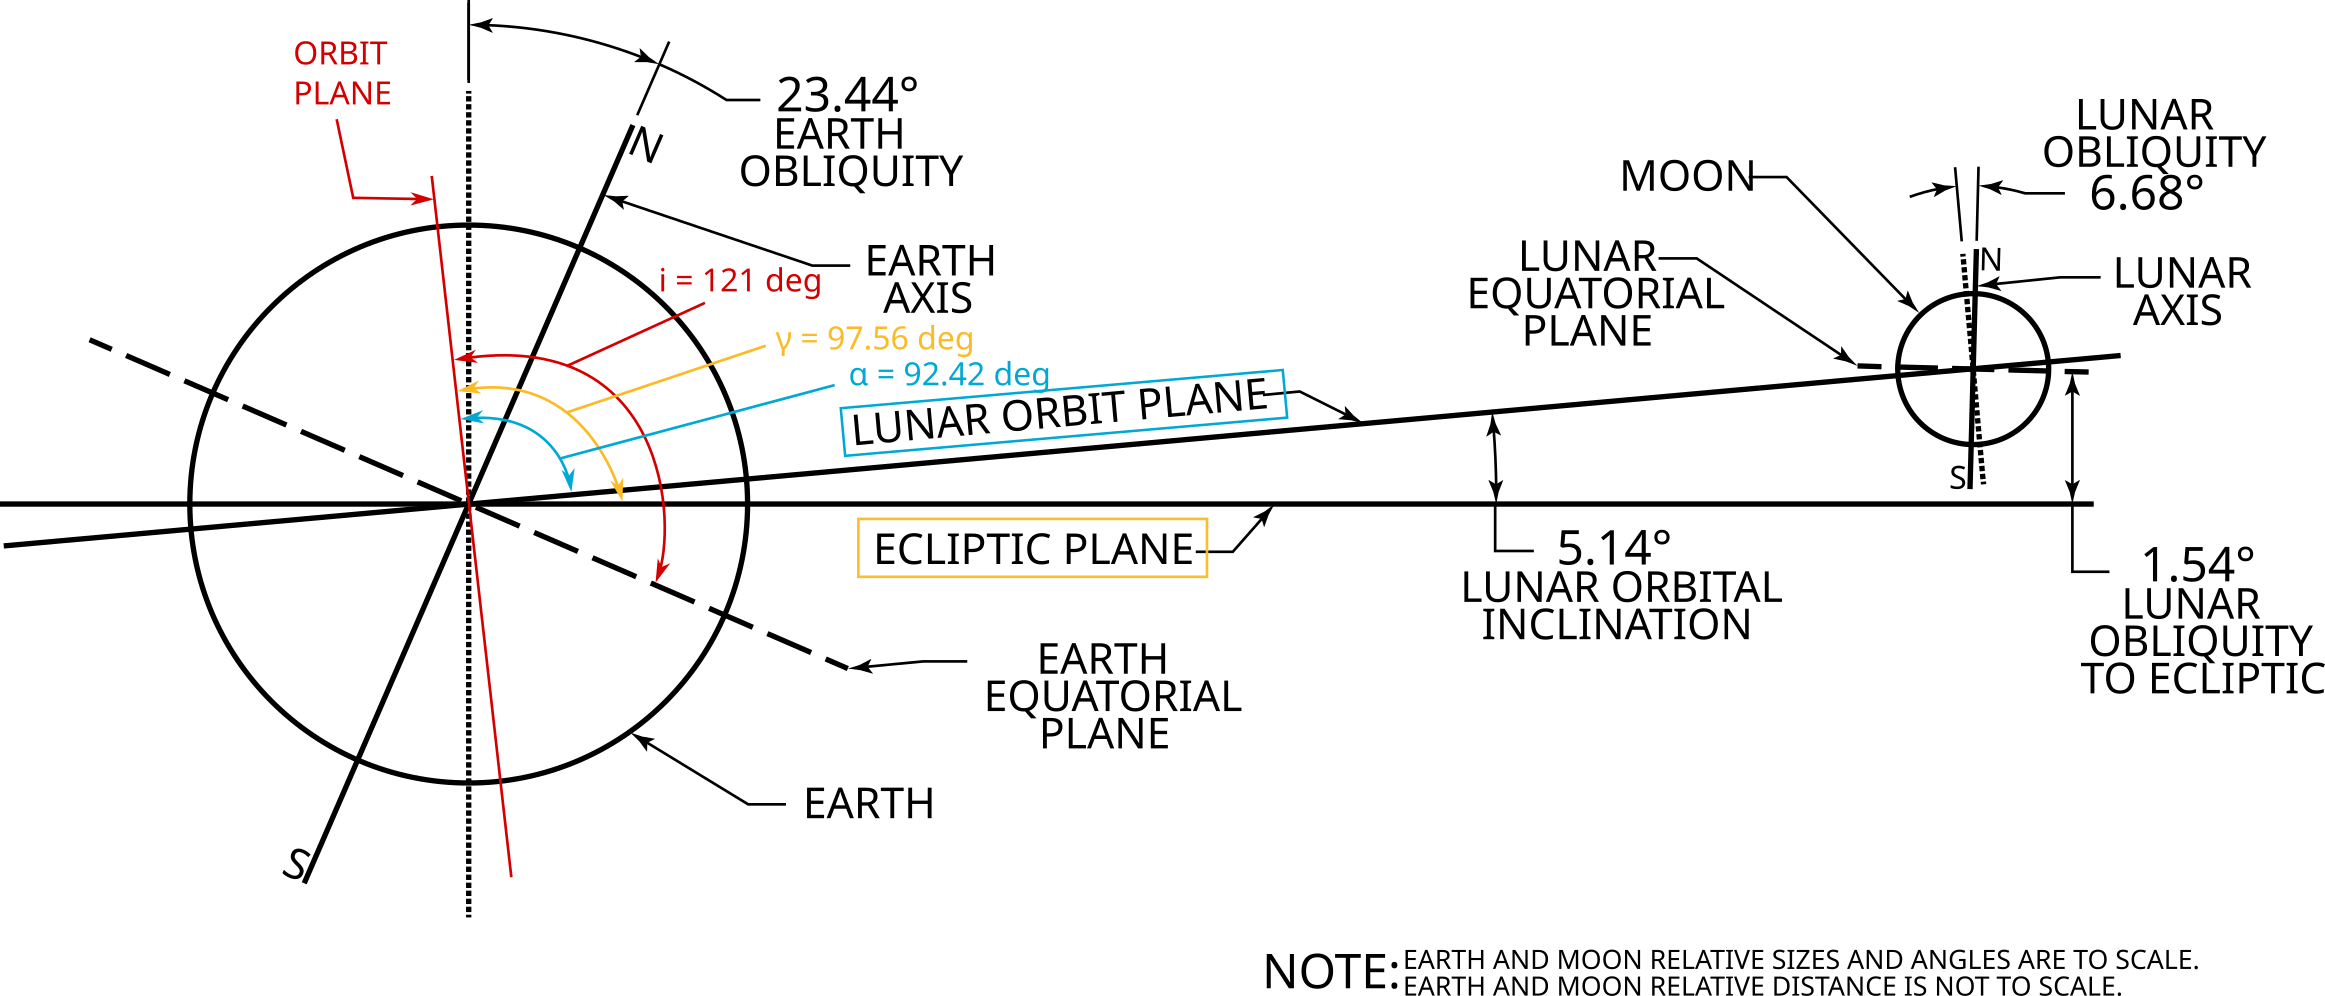 ORBIT
PLANE
23.44°
EARTH
OBLIQUITY
N
EARTH
AXIS
i = 121 deg
γ = 97.56 deg
α = 92.42 deg
LUNAR ORBIT PLANE
ECLIPTIC PLANE
EARTH
EQUATORIAL
PLANE
EARTH
S
MOON
LUNAR
EQUATORIAL
PLANE
LUNAR
OBLIQUITY
6.68°
N
LUNAR
AXIS
S
5.14°
LUNAR ORBITAL
INCLINATION
1.54°
LUNAR
OBLIQUITY
TO ECLIPTIC
NOTE: EARTH AND MOON RELATIVE SIZES AND ANGLES ARE TO SCALE.
EARTH AND MOON RELATIVE DISTANCE IS NOT TO SCALE.